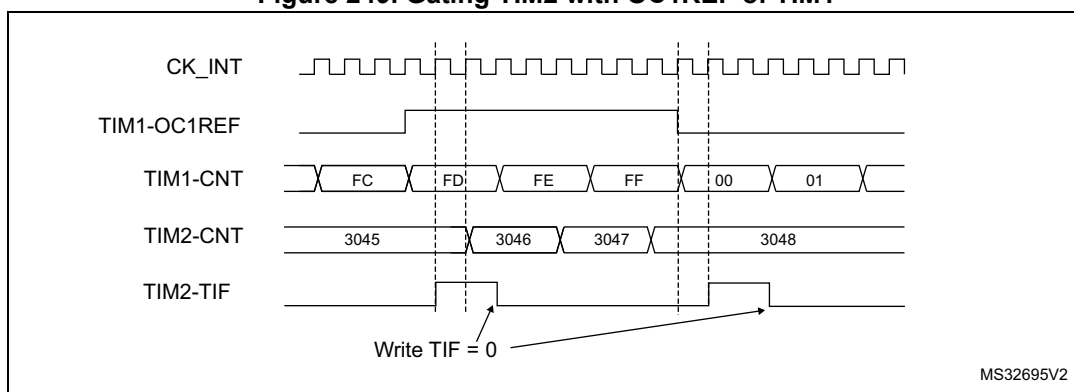 Figure 245. Gating TIM2 with OC1REF of TIM1
CK_INT
TIM1-OC1REF
TIM1-CNT FC FD FE FF 00 01
TIM2-CNT 3045 3046 3047 3048
TIM2-TIF
Write TIF = 0
MS32695V2